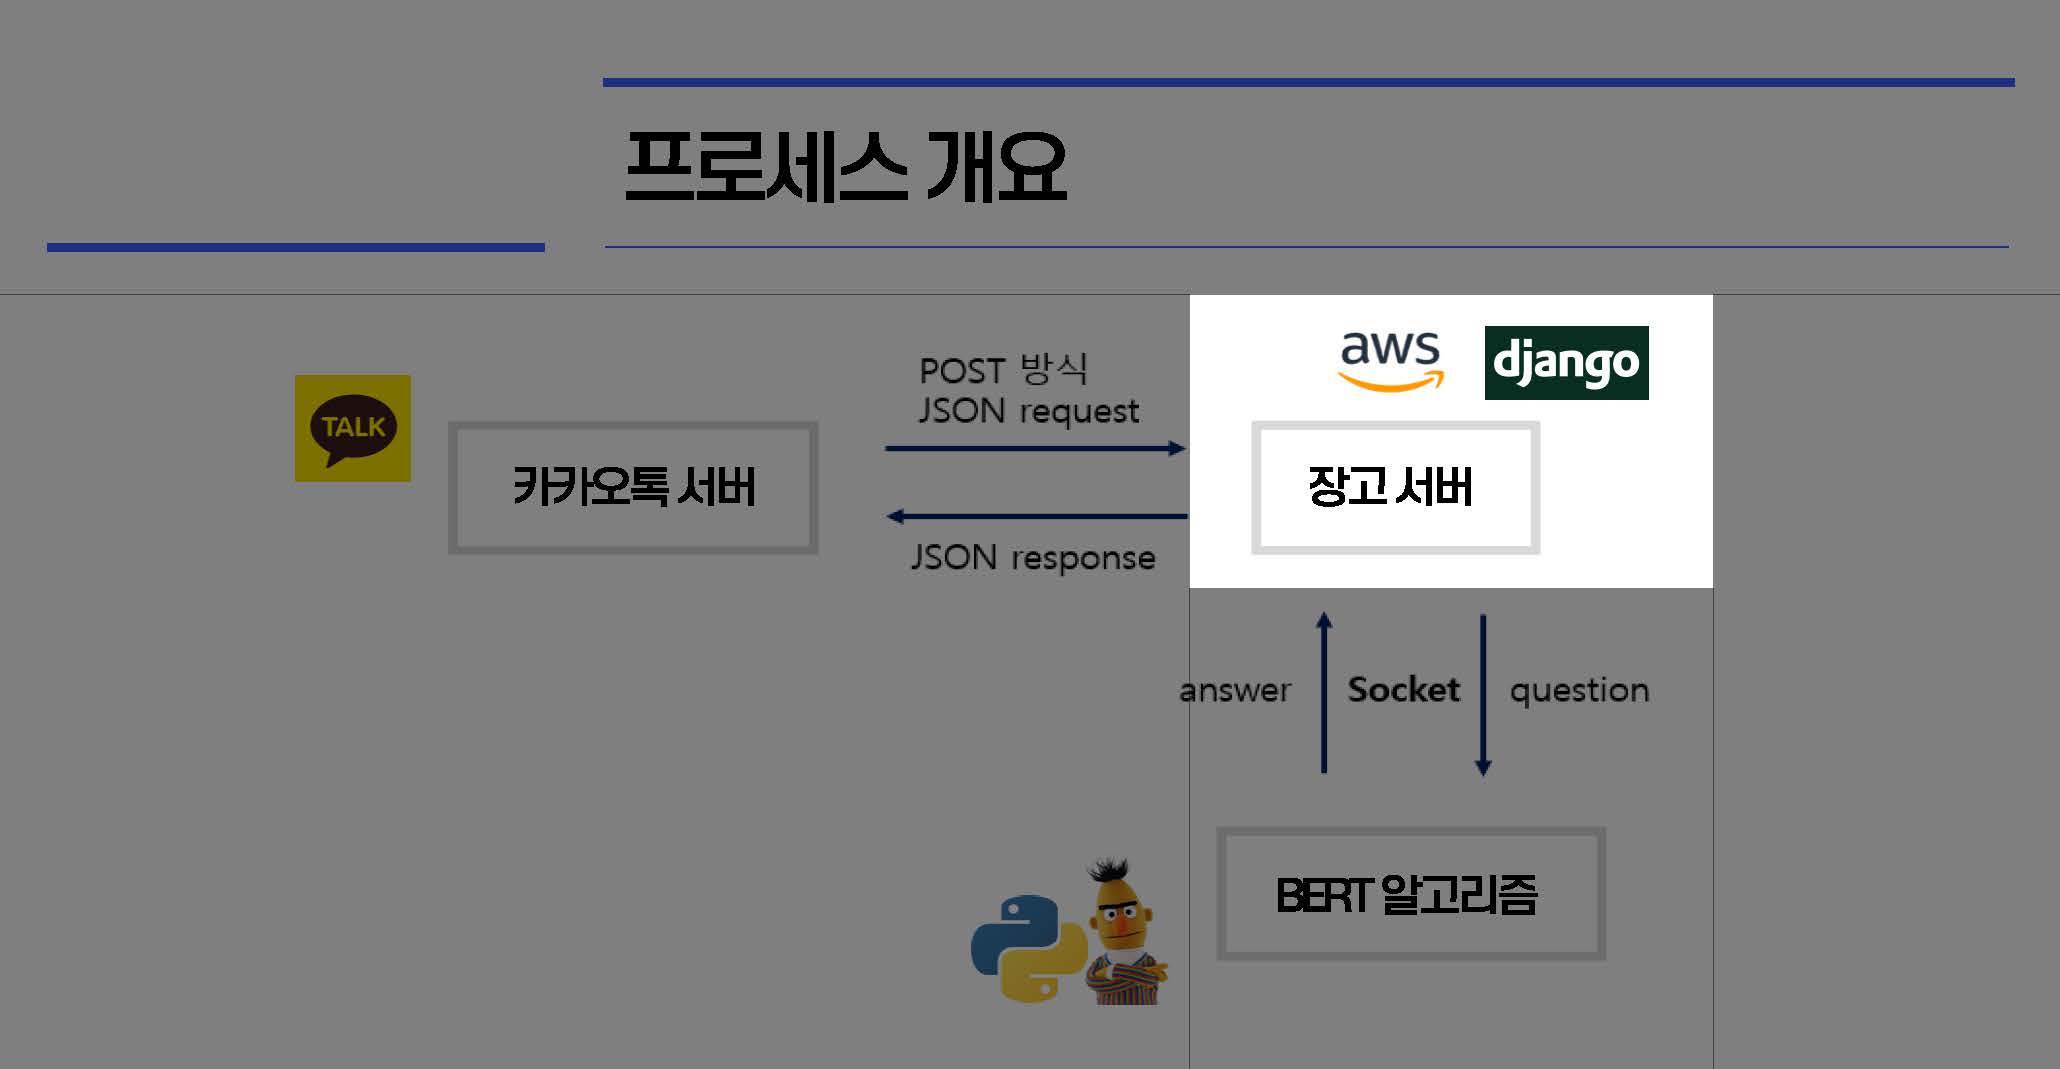 프로세스 개요
POST 방식
JSON request
aws
django
TALK
카카오톡 서버
장고 서버
JSON response
answer
Socket
question
BERT 알고리즘